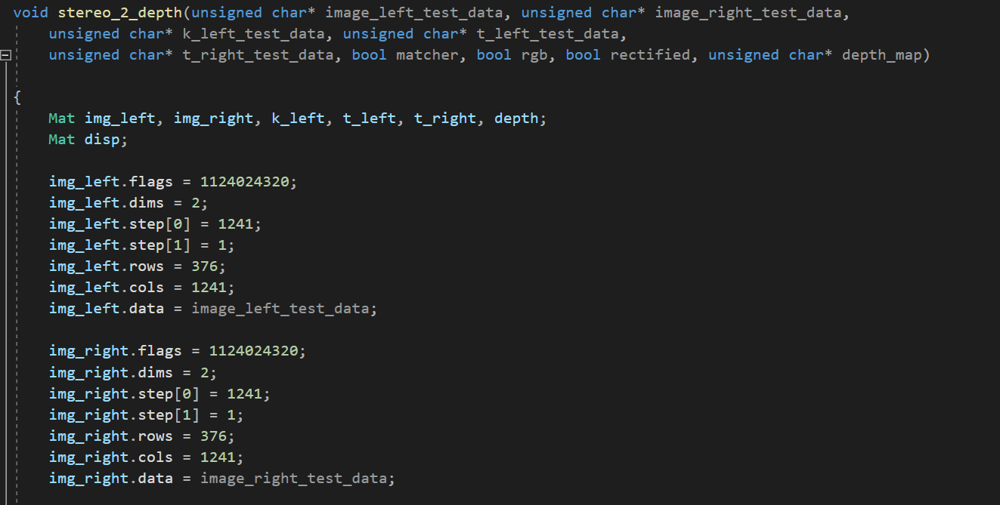 void stereo_2_depth(unsigned char* image_left_test_data, unsigned char* image_right_test_data,
unsigned char* k_left_test_data, unsigned char* t_left_test_data,
unsigned char* t_right_test_data, bool matcher, bool rgb, bool rectified, unsigned char* depth_map)
{
Mat img_left, img_right, k_left, t_left, t_right, depth;
Mat disp;
img_left.flags = 1124024320;
img_left.dims = 2;
img_left.step[0] = 1241;
img_left.step[1] = 1;
img_left.rows = 376;
img_left.cols = 1241;
img_left.data = image_left_test_data;
img_right.flags = 1124024320;
img_right.dims = 2;
img_right.step[0] = 1241;
img_right.step[1] = 1;
img_right.rows = 376;
img_right.cols = 1241;
img_right.data = image_right_test_data;